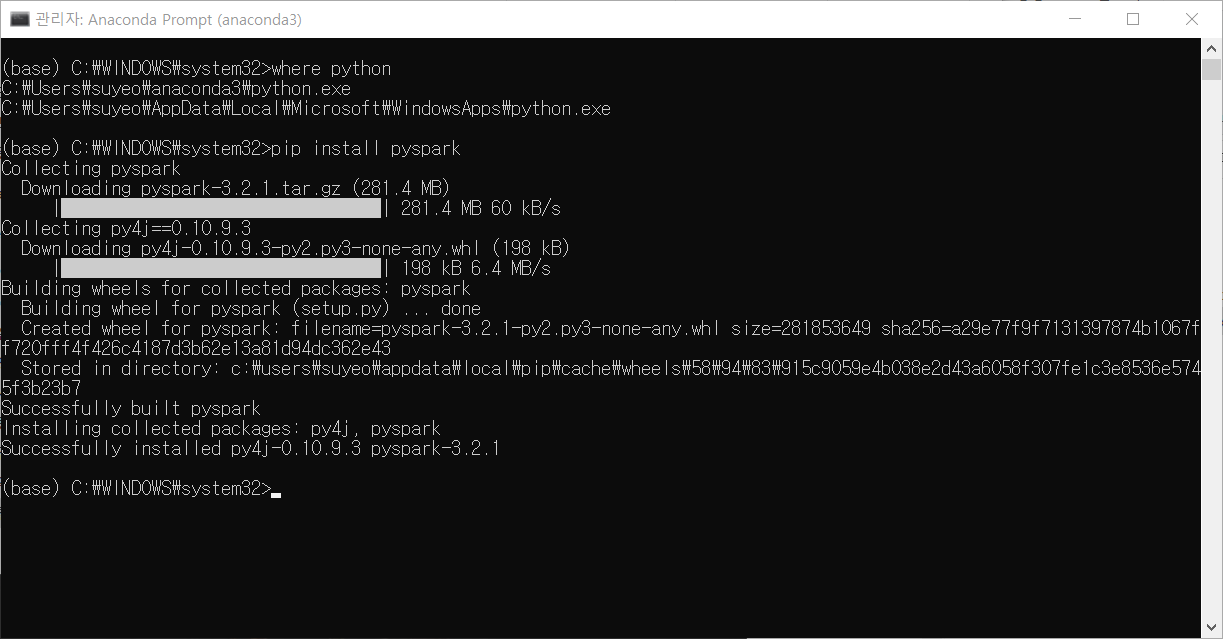 관리자: Anaconda Prompt (anaconda3)
(base) C:₩WINDOWS₩system32>where python
C:₩Users₩suyeo₩anaconda3₩python.exe
C:₩Users₩suyeo₩AppData₩Local₩Microsoft₩WindowsApps₩python.exe
(base) C:₩WINDOWS₩system32>pip install pyspark
Collecting pyspark
Downloading pyspark-3.2.1.tar.gz (281.4 MB)
| | 281.4 MB 60 kB/s
Collecting py4j==0.10.9.3
Downloading py4j-0.10.9.3-py2.py3-none-any.whl (198 kB)
| | 198 kB 6.4 MB/s
Building wheels for collected packages: pyspark
Building wheel for pyspark (setup.py) ... done
Created wheel for pyspark: filename=pyspark-3.2.1-py2.py3-none-any.whl size=281853649 sha256=a29e77f9f7131397874b1067f
f720fff4f426c4187d3b62e13a81d94dc362e43
Stored in directory: c:₩users₩suyeo₩appdata₩local₩pip₩cache₩wheels₩58₩94₩83₩915c9059e4b038e2d43a6058f307fe1c3e8536e574
5f3b23b7
Successfully built pyspark
Installing collected packages: py4j, pyspark
Successfully installed py4j-0.10.9.3 pyspark-3.2.1
(base) C:₩WINDOWS₩system32>